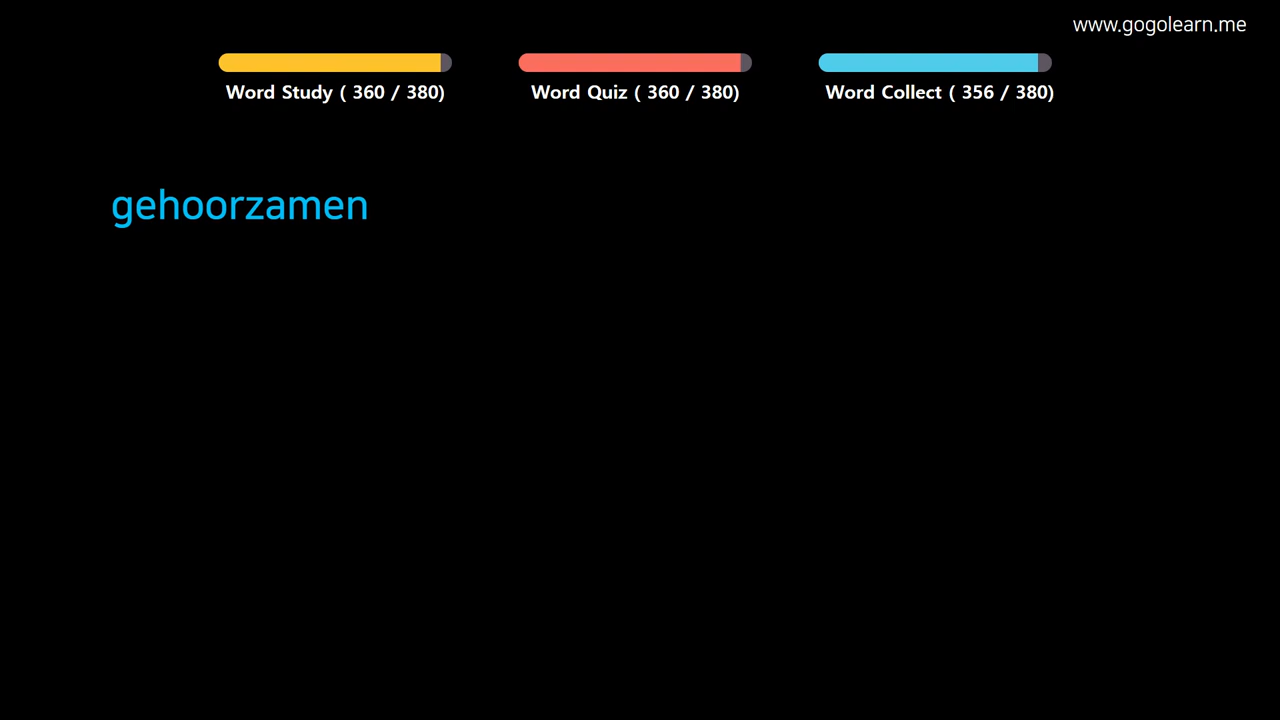 www.gogolearn.me
Word Study ( 360 / 380)
Word Quiz ( 360 / 380)
Word Collect ( 356 / 380)
gehoorzamen